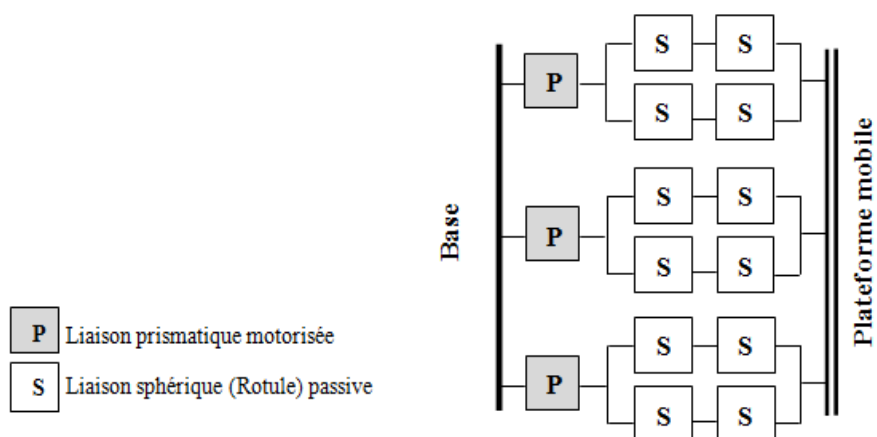 S S
P
S S
Base
S S
P
S S
Plateforme mobile
P Liaison prismatique motorisée
S Liaison sphérique (Rotule) passive
S S
P
S S